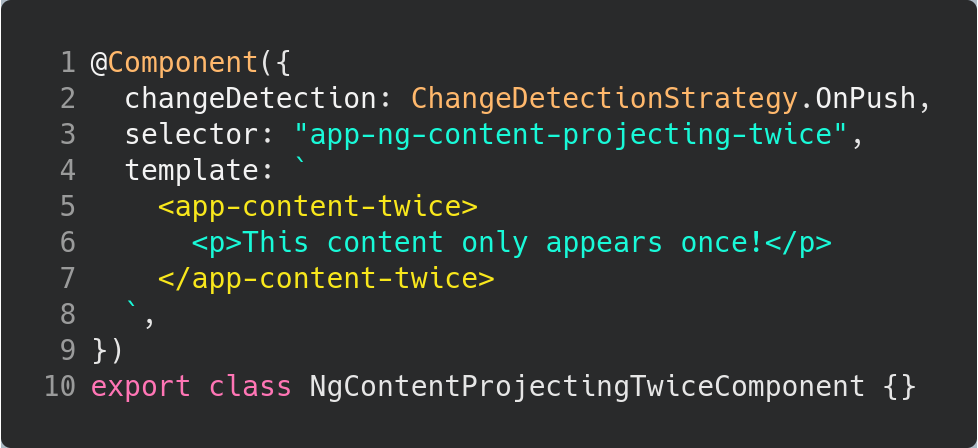 1 @Component({
2   changeDetection: ChangeDetectionStrategy.OnPush,
3   selector: "app-ng-content-projecting-twice",
4   template: `
5     <app-content-twice>
6       <p>This content only appears once!</p>
7     </app-content-twice>
8   `,
9 })
10 export class NgContentProjectingTwiceComponent {}